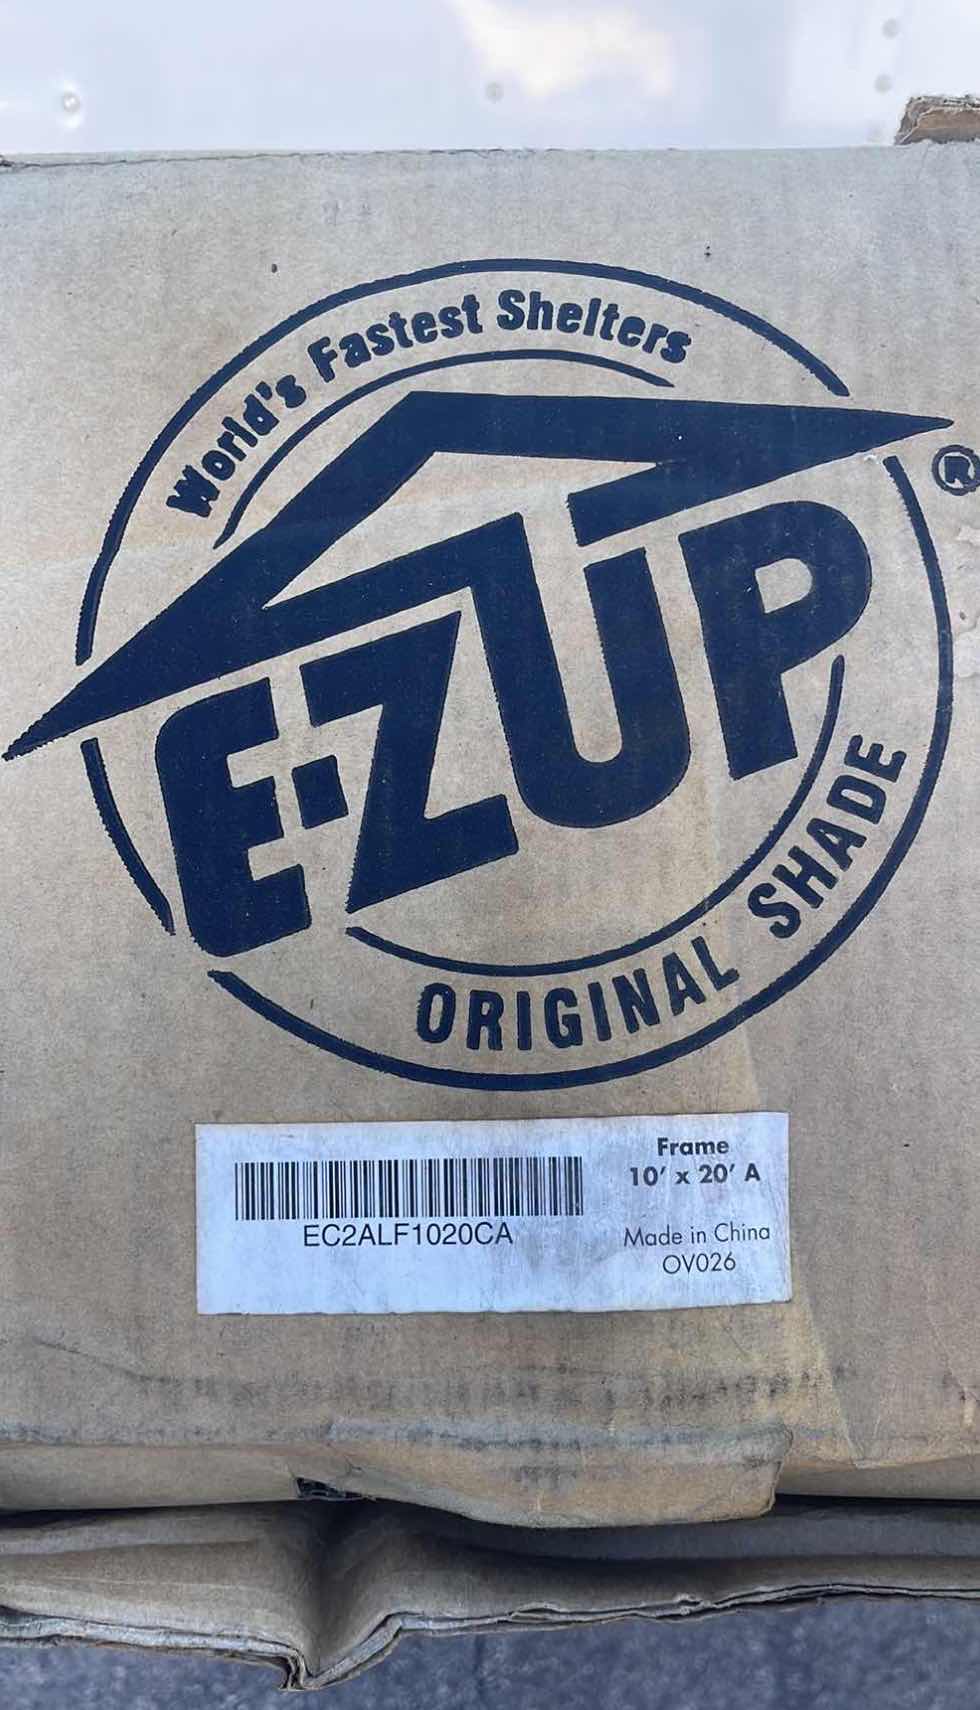 World's Fastest Shelters
E-ZUP®
ORIGINAL SHADE
Frame
10' x 20' A
EC2ALF1020CA
Made in China
OV026